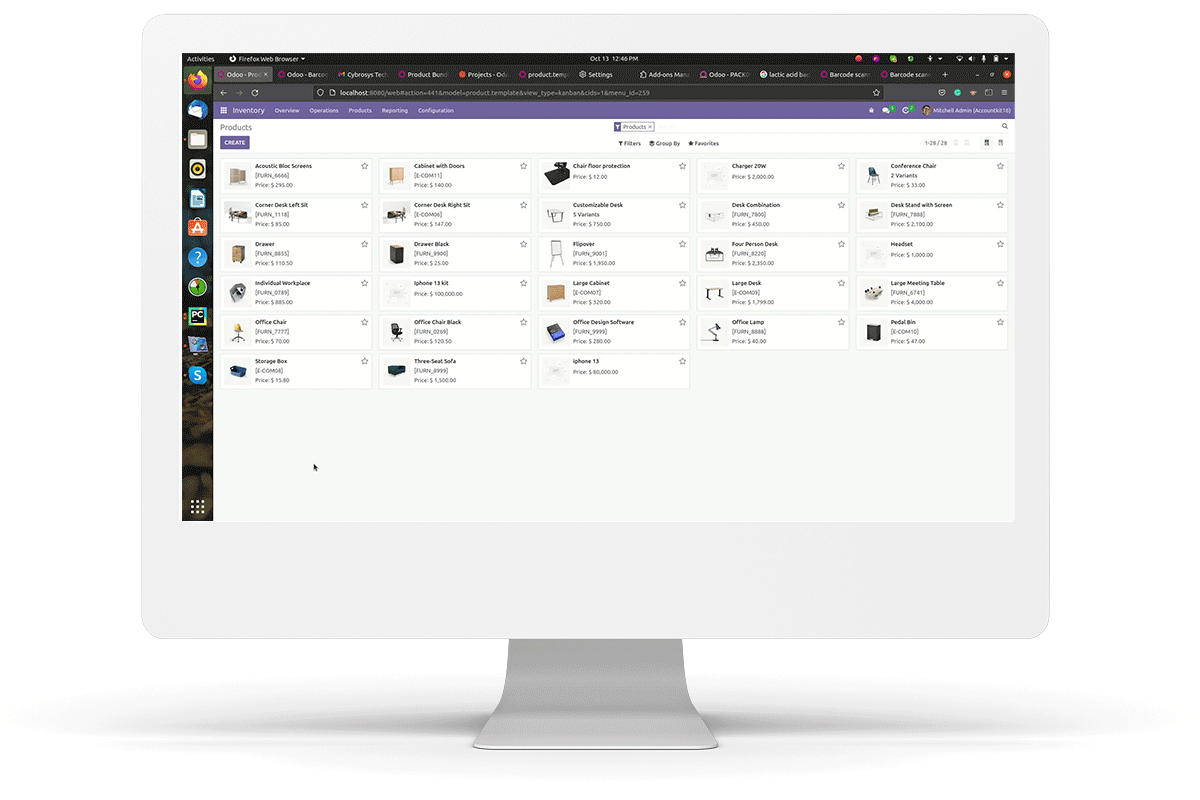 Activities Firefox Web Browser Oct 13 12:46 PM
Odoo - Prod × Odoo - Barco Cybrosys Tech Product Bund Projects - Od product.temp Settings Add-ons Mana Odoo - PACK lactic acid bac Barcode scan Barcode scan +
localhost:8080/web#action=441&model=product.template&view_type=kanban&cids=1&menu_id=259
Inventory Overview Operations Products Reporting Configuration Mitchell Admin (Accountkit16)
Products
Products ×
CREATE
Filters Group By Favorites
1-28 / 28
Acoustic Bloc Screens
[FURN_6666]
Price: $ 295.00
Cabinet with Doors
[E-COM11]
Price: $ 140.00
Chair floor protection
Price: $ 12.00
Charger 20W
Price: $ 2,000.00
Conference Chair
2 Variants
Price: $ 33.00
Corner Desk Left Sit
[FURN_1118]
Price: $ 85.00
Corner Desk Right Sit
[E-COM06]
Price: $ 147.00
Customizable Desk
5 Variants
Price: $ 750.00
Desk Combination
[FURN_7800]
Price: $ 450.00
Desk Stand with Screen
[FURN_7888]
Price: $ 2,100.00
Drawer
[FURN_8855]
Price: $ 110.50
Drawer Black
[FURN_8900]
Price: $ 25.00
Flipover
[FURN_9001]
Price: $ 1,950.00
Four Person Desk
[FURN_8220]
Price: $ 2,350.00
Headset
Price: $ 1,000.00
Individual Workplace
[FURN_0789]
Price: $ 885.00
Iphone 13 kit
Price: $ 100,000.00
Large Cabinet
[E-COM07]
Price: $ 320.00
Large Desk
[E-COM09]
Price: $ 1,799.00
Large Meeting Table
[FURN_6741]
Price: $ 4,000.00
Office Chair
[FURN_7777]
Price: $ 70.00
Office Chair Black
[FURN_0269]
Price: $ 120.50
Office Design Software
[FURN_9999]
Price: $ 280.00
Office Lamp
[FURN_8888]
Price: $ 40.00
Pedal Bin
[E-COM10]
Price: $ 47.00
Storage Box
[E-COM08]
Price: $ 15.80
Three-Seat Sofa
[FURN_8999]
Price: $ 1,500.00
iphone 13
Price: $ 80,000.00